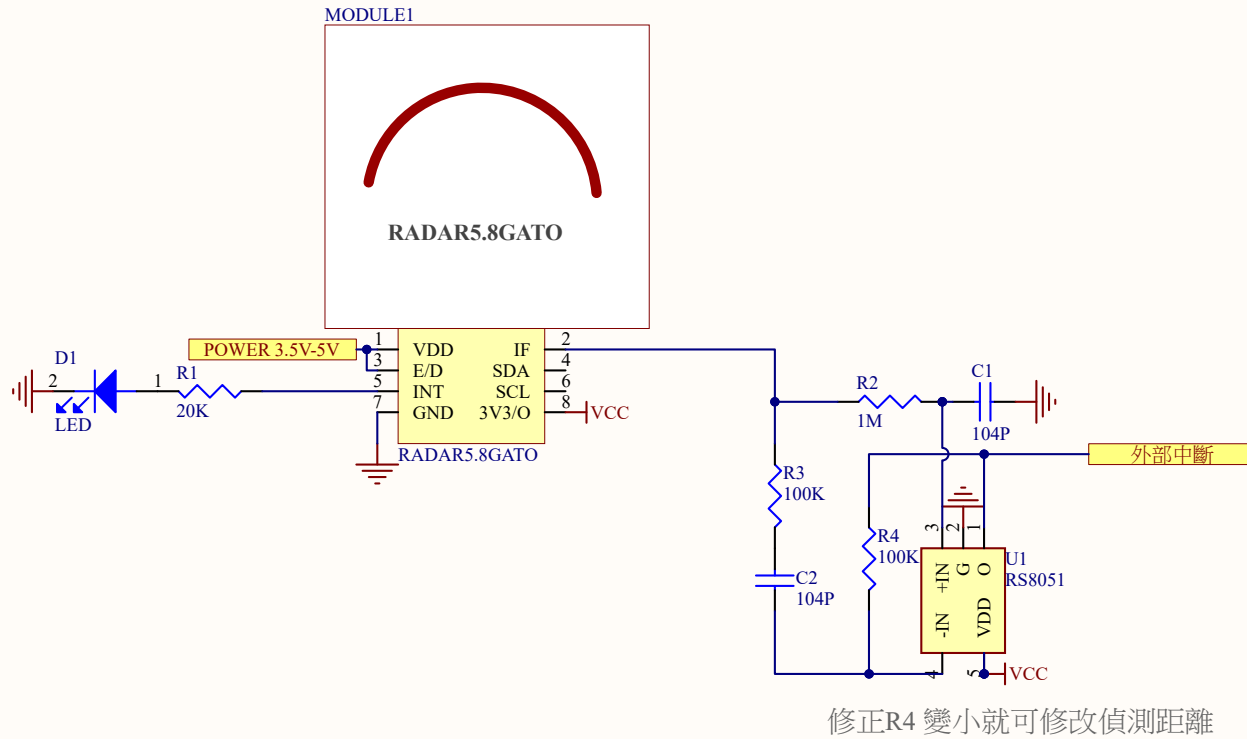 MODULE1
RADAR5.8GATO
POWER 3.5V-5V
1 VDD IF 2
3 E/D SDA 4
5 INT SCL 6
7 GND 3V3/O 8 VCC
RADAR5.8GATO
D1
2
1
LED
R1
20K
R2
1M
C1
104P
外部中斷
R3
100K
R4
100K
C2
104P
3 2 1
+IN G O
-IN VDD
4 5
U1
RS8051
VCC
修正R4 變小就可修改偵測距離